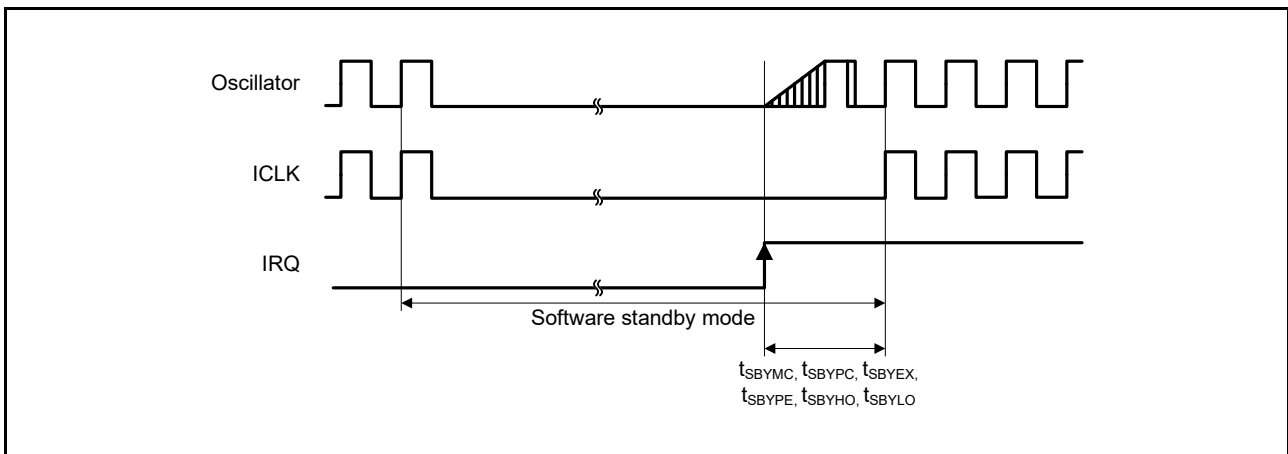 Oscillator
ICLK
IRQ
Software standby mode
tSBYMC, tSBYPC, tSBYEX,
tSBYPE, tSBYHO, tSBYLO